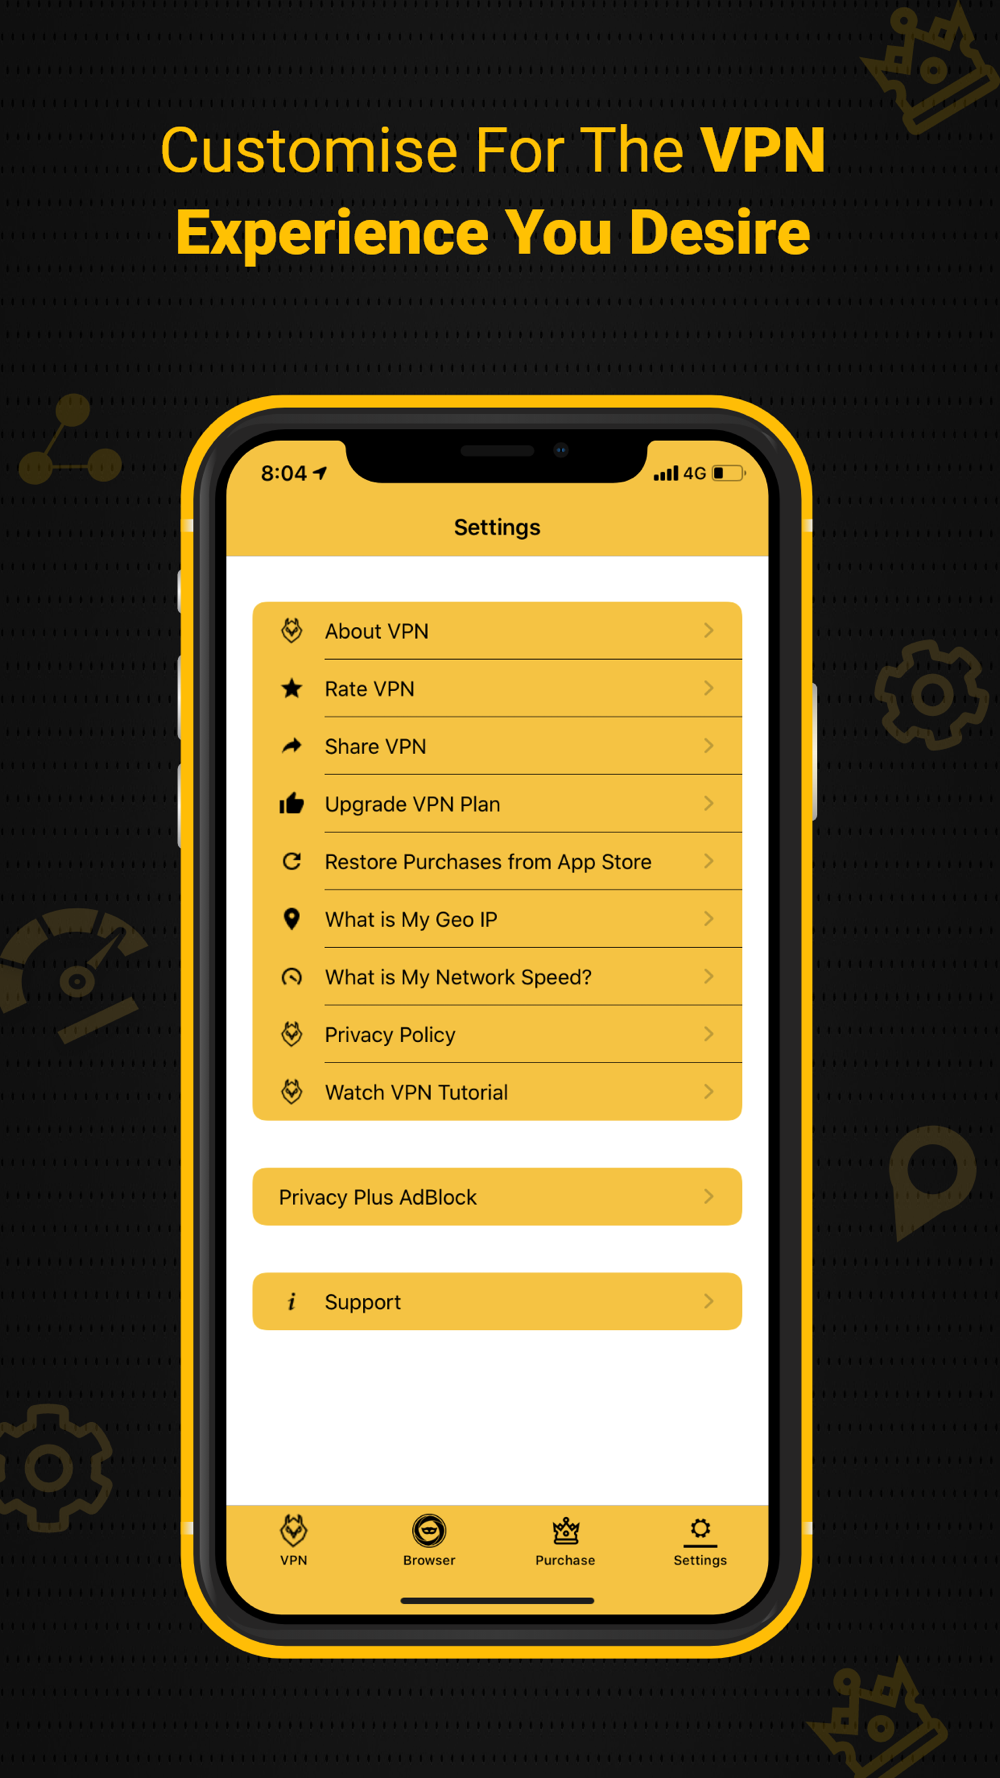 Customise For The VPN
Experience You Desire
8:04 4G
Settings
About VPN
Rate VPN
Share VPN
Upgrade VPN Plan
Restore Purchases from App Store
What is My Geo IP
What is My Network Speed?
Privacy Policy
Watch VPN Tutorial
Privacy Plus AdBlock
i Support
VPN Browser Purchase Settings